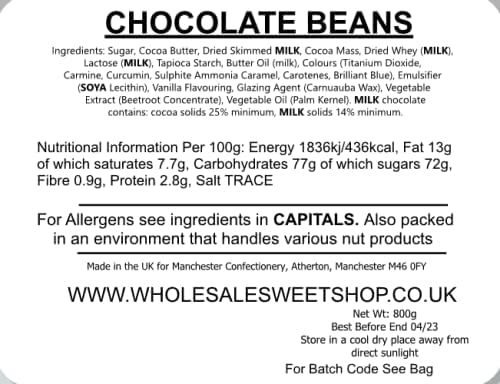 CHOCOLATE BEANS
Ingredients: Sugar, Cocoa Butter, Dried Skimmed MILK, Cocoa Mass, Dried Whey (MILK),
Lactose (MILK), Tapioca Starch, Butter Oil (milk), Colours (Titanium Dioxide,
Carmine, Curcumin, Sulphite Ammonia Caramel, Carotenes, Brilliant Blue), Emulsifier
(SOYA Lecithin), Vanilla Flavouring, Glazing Agent (Carnuauba Wax), Vegetable
Extract (Beetroot Concentrate), Vegetable Oil (Palm Kernel). MILK chocolate
contains: cocoa solids 25% minimum, MILK solids 14% minimum.
Nutritional Information Per 100g: Energy 1836kj/436kcal, Fat 13g
of which saturates 7.7g, Carbohydrates 77g of which sugars 72g,
Fibre 0.9g, Protein 2.8g, Salt TRACE
For Allergens see ingredients in CAPITALS. Also packed
in an environment that handles various nut products
Made in the UK for Manchester Confectionery, Atherton, Manchester M46 0FY
WWW.WHOLESALESWEETSHOP.CO.UK
Net Wt: 800g
Best Before End 04/23
Store in a cool dry place away from
direct sunlight
For Batch Code See Bag